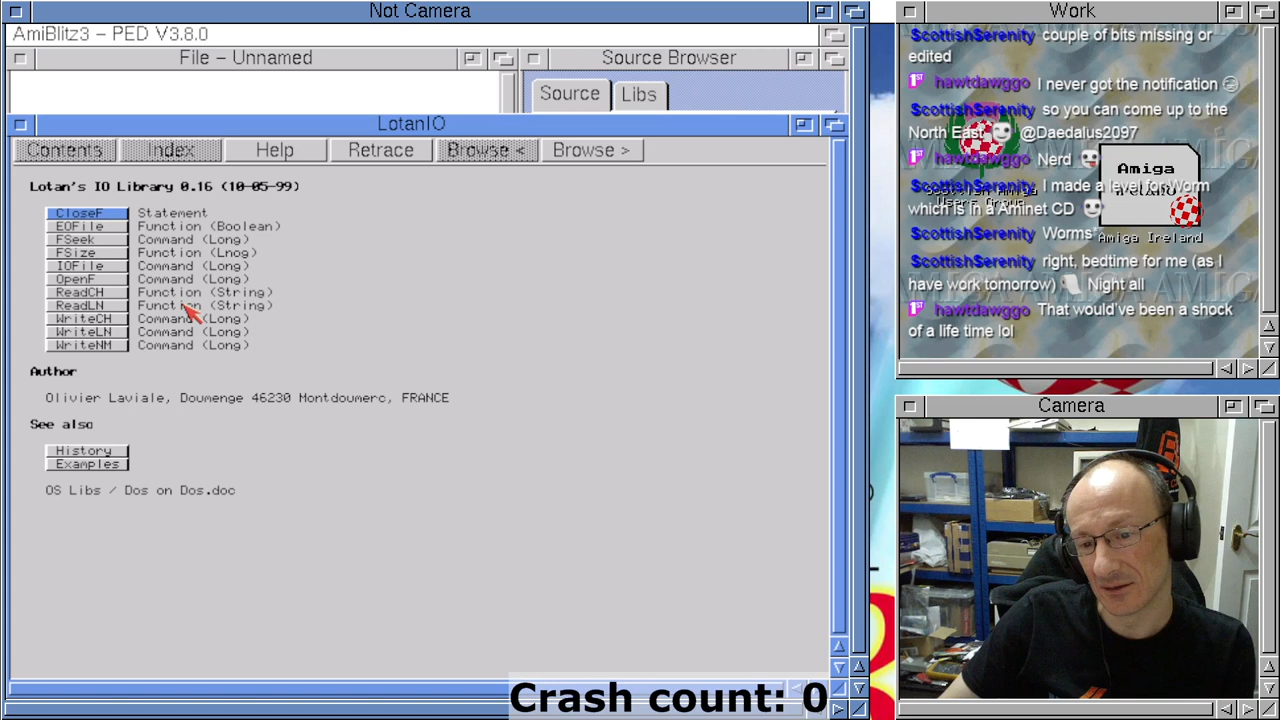 Not Camera
AmiBlitz3 - PED V3.8.0
File - Unnamed
Source Browser
Source
Libs
LotanIO
Contents
Index
Help
Retrace
Browse <
Browse >
Lotan's IO Library 0.16 (10-05-99)
CloseF Statement
EOFile Function (Boolean)
FSeek Command (Long)
FSize Function (Lnog)
IOFile Command (Long)
OpenF Command (Long)
ReadCH Function (String)
ReadLN Function (String)
WriteCH Command (Long)
WriteLN Command (Long)
WriteNM Command (Long)
Author
Olivier Laviale, Doumenge 46230 Montdoumerc, FRANCE
See also
History
Examples
OS Libs / Dos on Dos.doc
Crash count: 0
Work
ScottishSerenity couple of bits missing or
edited
1ST hawtdawggo I never got the notification
ScottishSerenity so you can come up to the
North East @Daedalus2097
1ST hawtdawggo Nerd
ScottishSerenity I made a level for Worm
which is in a Aminet CD
ScottishSerenity Worms*
ScottishSerenity right, bedtime for me (as I
have work tomorrow) Night all
1ST hawtdawggo That would've been a shock
of a life time lol
Amiga
Ireland
Amiga Ireland
Users Group
Camera